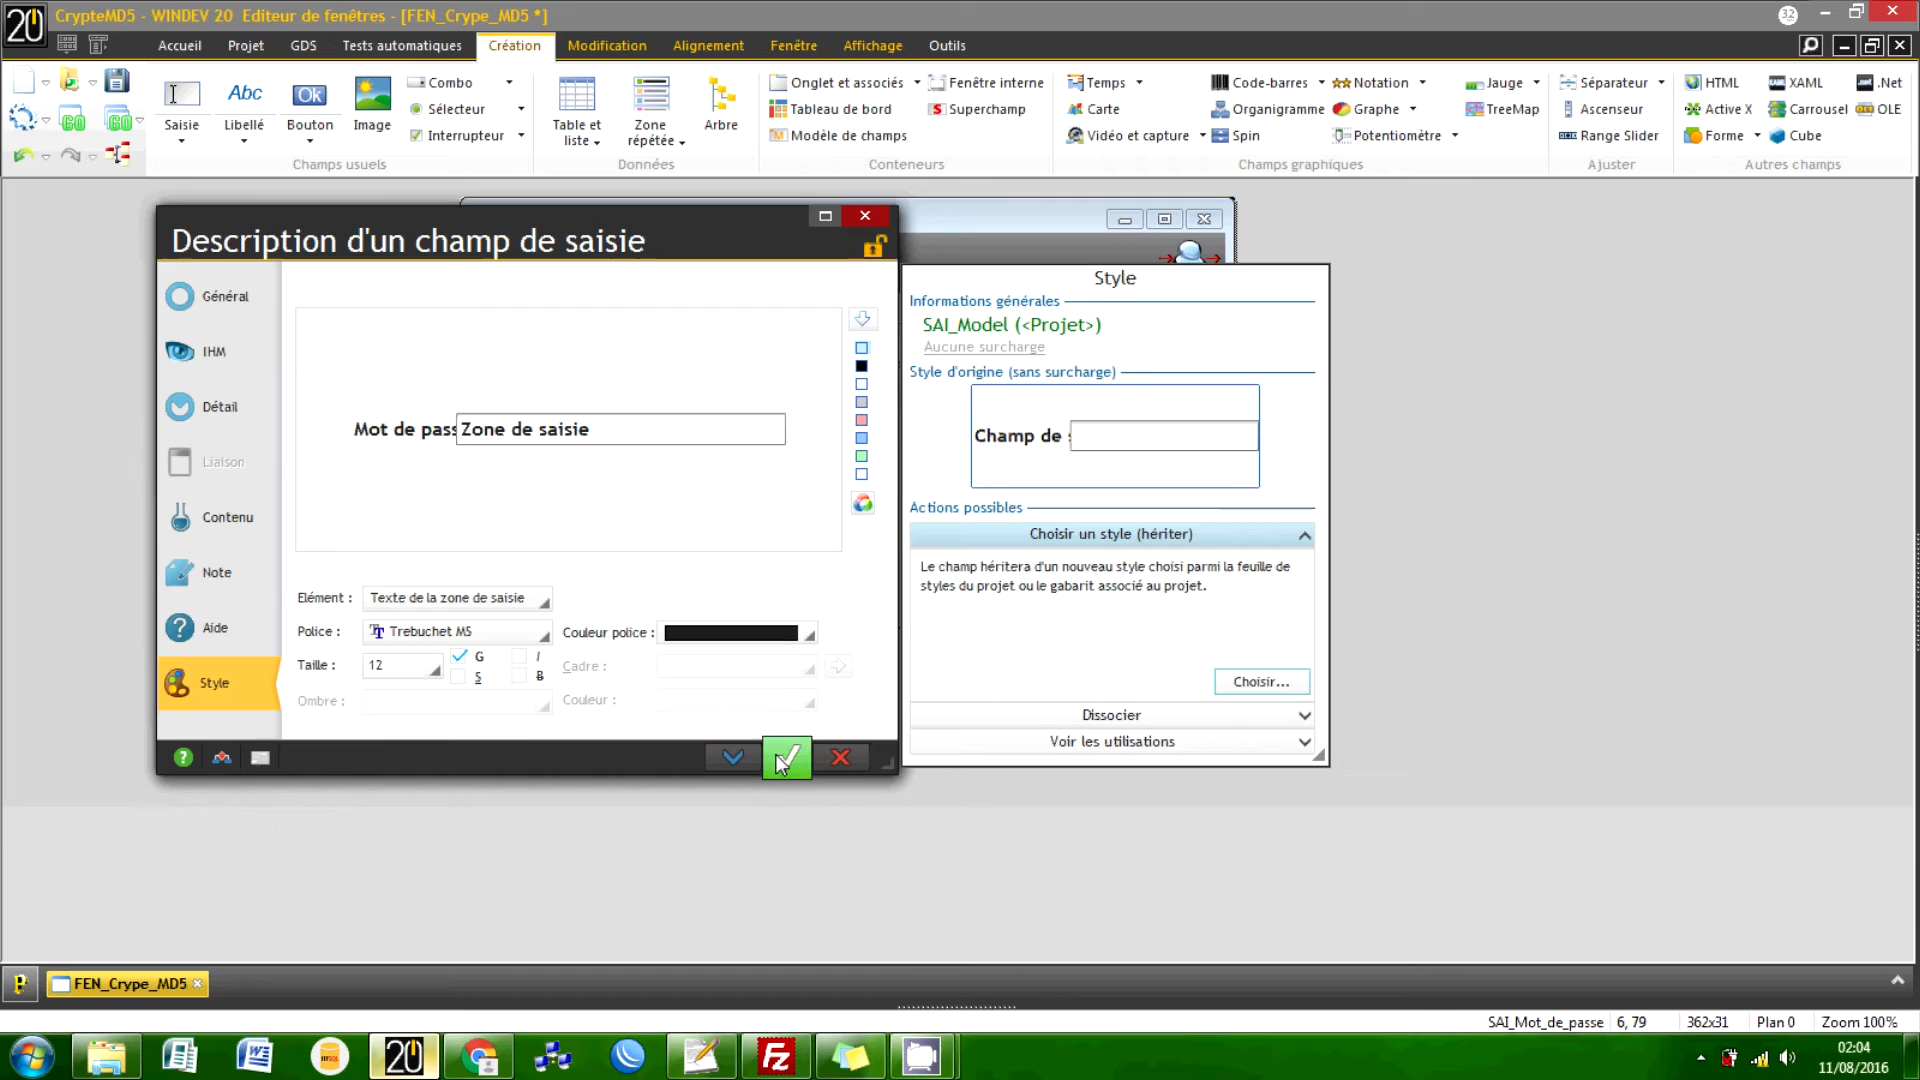 20 CrypteMD5 - WINDEV 20 Editeur de fenêtres - [FEN_Crype_MD5 *] 32
Accueil Projet GDS Tests automatiques Création Modification Alignement Fenêtre Affichage Outils
Combo Onglet et associés Fenêtre interne Temps Code-barres Notation Jauge Séparateur HTML XAML .Net
Abc Ok Sélecteur Tableau de bord Superchamp Carte Organigramme Graphe TreeMap Ascenseur Active X Carrousel OLE
Saisie Libellé Bouton Image Interrupteur Table et liste Zone répétée Arbre Modèle de champs Vidéo et capture Spin Potentiomètre Range Slider Forme Cube
Champs usuels Données Conteneurs Champs graphiques Ajuster Autres champs
Description d'un champ de saisie
Général
IHM
Détail
Liaison
Contenu
Note
Aide
Style
Mot de pass Zone de saisie
Elément : Texte de la zone de saisie
Police : Trebuchet MS Couleur police :
Taille : 12 G I Cadre :
S B
Ombre : Couleur :
Style
Informations générales
SAI_Model (<Projet>)
Aucune surcharge
Style d'origine (sans surcharge)
Champ de
Actions possibles
Choisir un style (hériter)
Le champ héritera d'un nouveau style choisi parmi la feuille de
styles du projet ou le gabarit associé au projet.
Choisir...
Dissocier
Voir les utilisations
FEN_Crype_MD5
SAI_Mot_de_passe 6, 79 362x31 Plan 0 Zoom 100%
20 02:04
11/08/2016